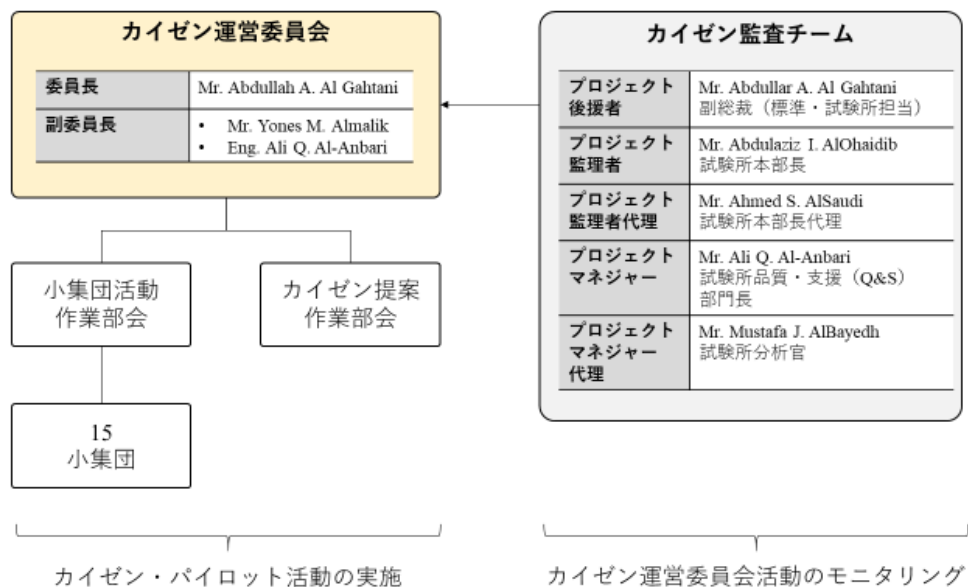 カイゼン運営委員会
委員長
Mr. Abdullah A. Al Gahtani
副委員長
• Mr. Yones M. Almalik
• Eng. Ali Q. Al-Anbari
小集団活動
作業部会
カイゼン提案
作業部会
15
小集団
カイゼン・パイロット活動の実施
カイゼン監査チーム
プロジェクト
後援者
Mr. Abdullar A. Al Gahtani
副総裁（標準・試験所担当）
プロジェクト
監理者
Mr. Abdulaziz I. AlOhaidib
試験所本部長
プロジェクト
監理者代理
Mr. Ahmed S. AlSaudi
試験所本部長代理
プロジェクト
マネジャー
Mr. Ali Q. Al-Anbari
試験所品質・支援（Q&S）
部門長
プロジェクト
マネジャー
代理
Mr. Mustafa J. AlBayedh
試験所分析官
カイゼン運営委員会活動のモニタリング